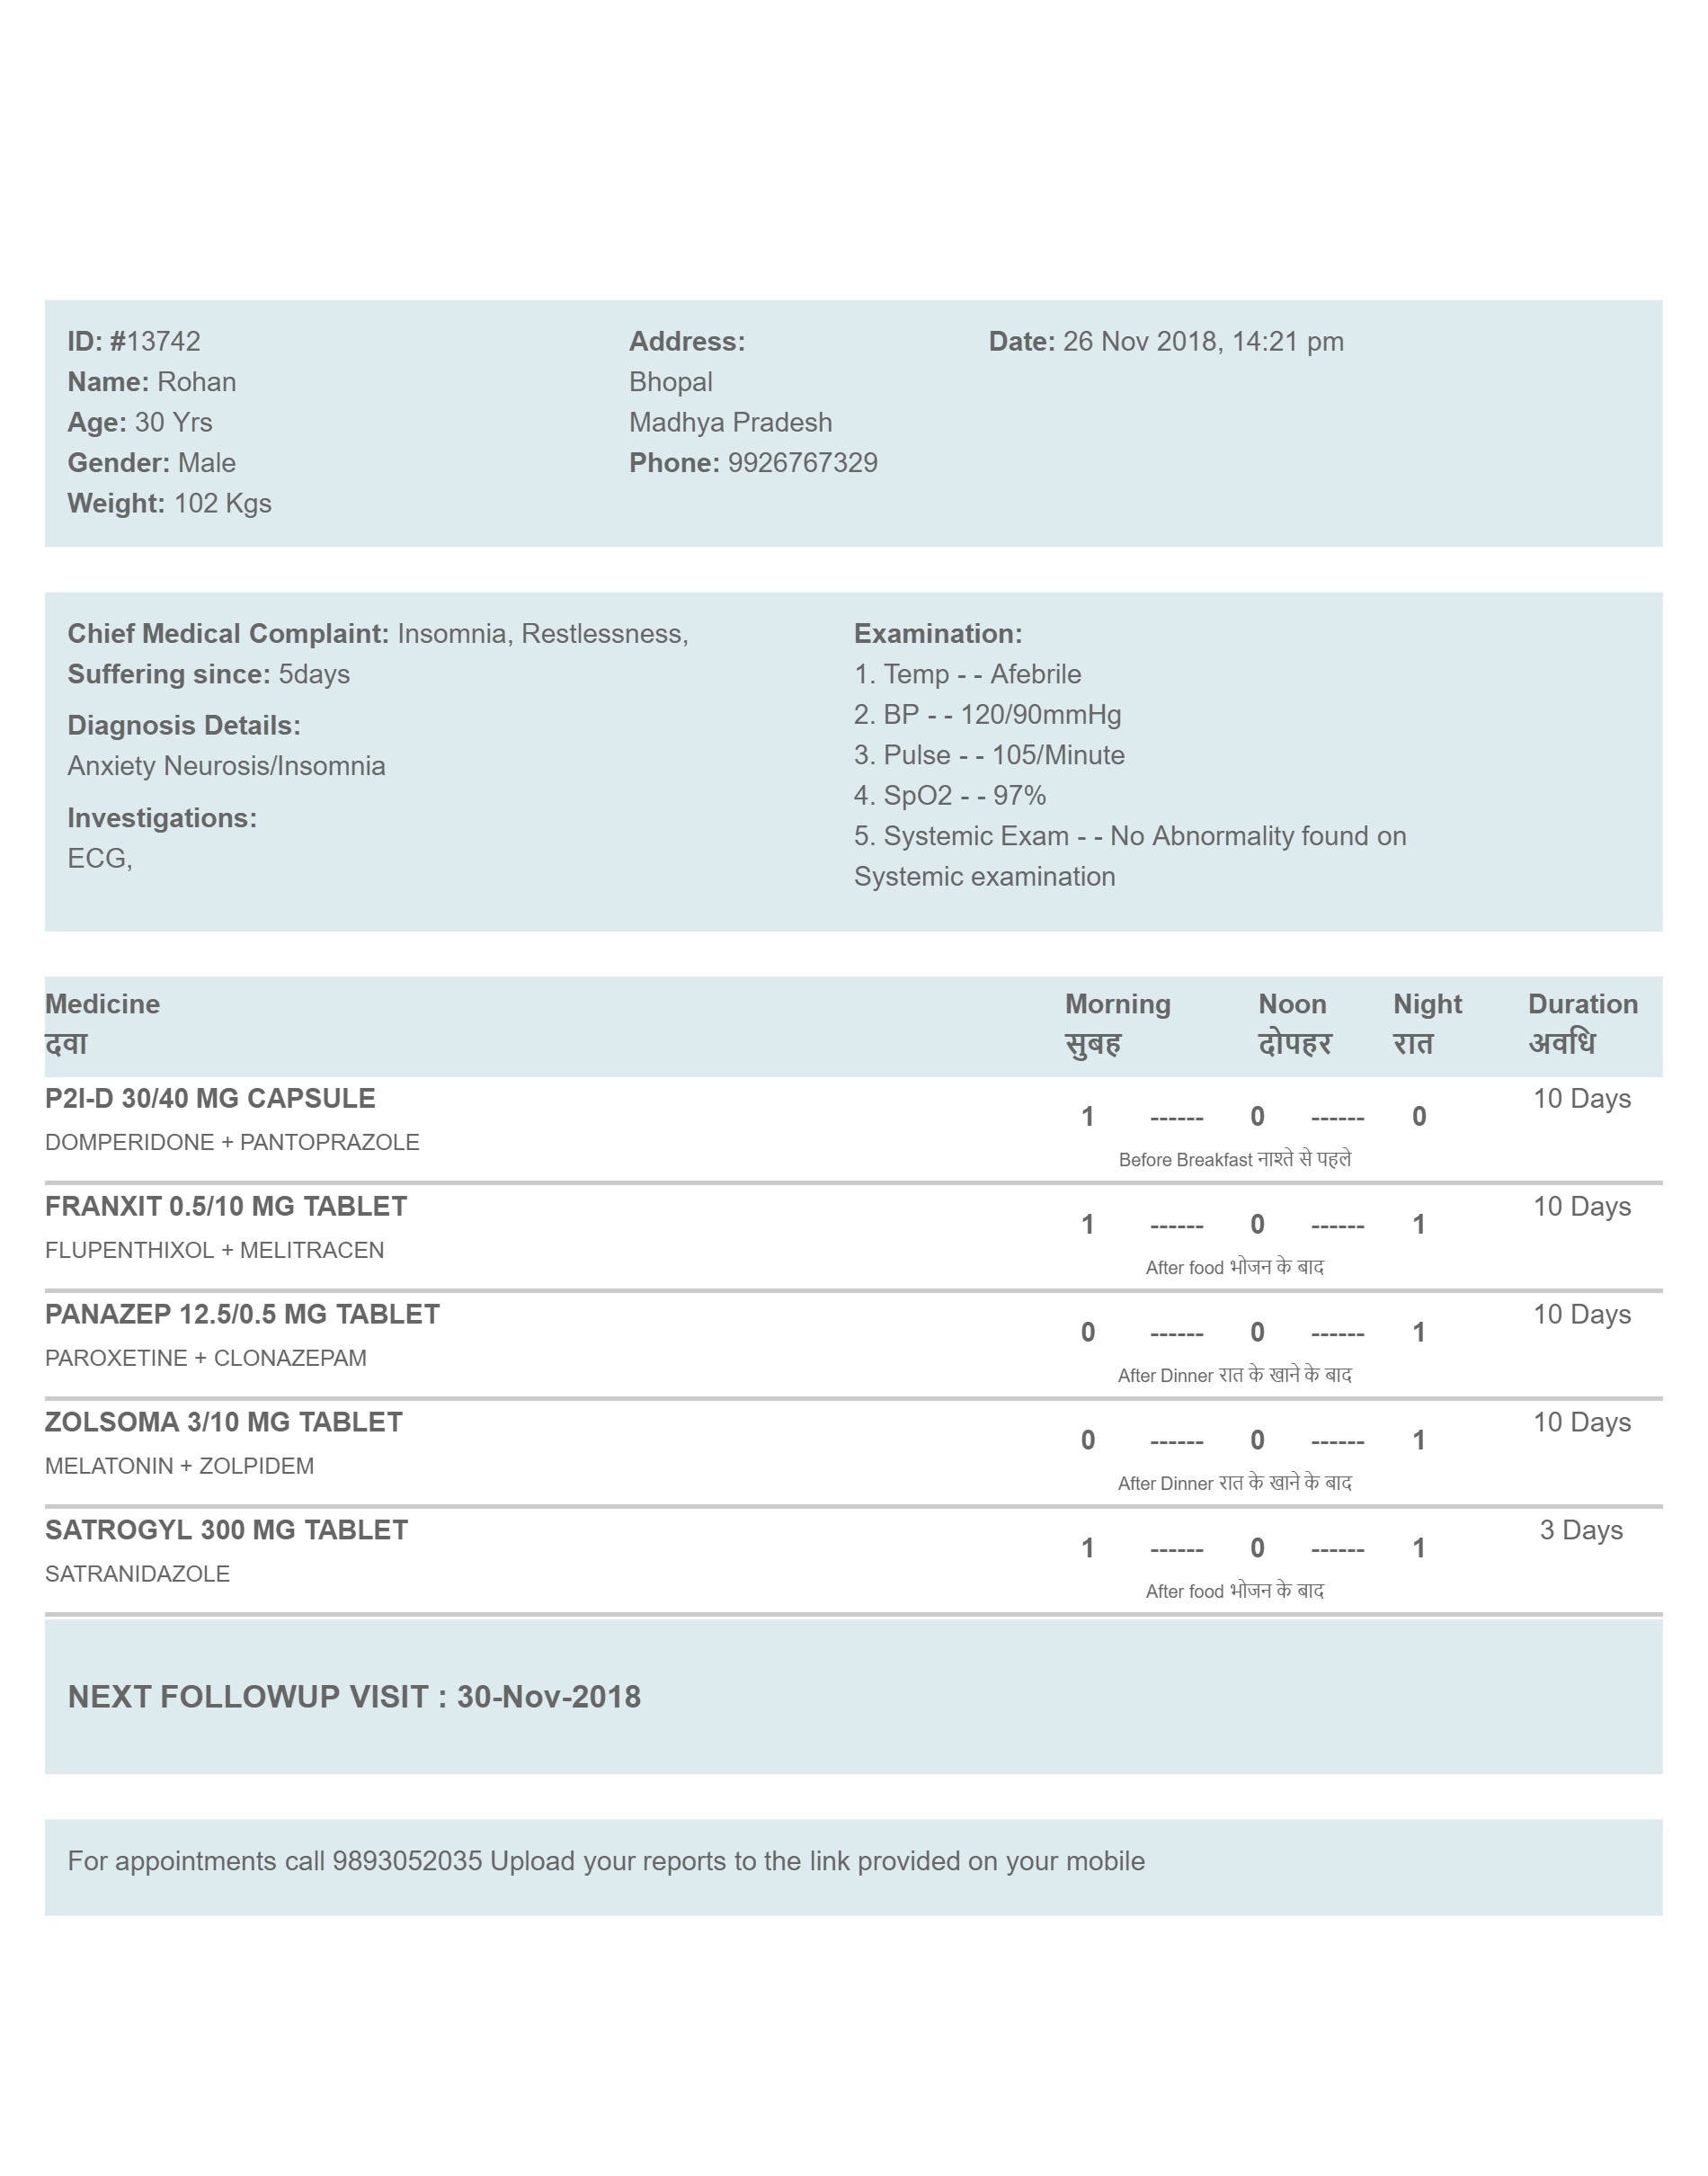 ID: #13742
Name: Rohan
Age: 30 Yrs
Gender: Male
Weight: 102 Kgs
Address:
Bhopal
Madhya Pradesh
Phone: 9926767329
Date: 26 Nov 2018, 14:21 pm
Chief Medical Complaint: Insomnia, Restlessness,
Suffering since: 5days
Diagnosis Details:
Anxiety Neurosis/Insomnia
Investigations:
ECG,
Examination:
1. Temp - - Afebrile
2. BP - - 120/90mmHg
3. Pulse - - 105/Minute
4. SpO2 - - 97%
5. Systemic Exam - - No Abnormality found on
Systemic examination
Medicine Morning Noon Night Duration
दवा सुबह दोपहर रात अवधि
P2I-D 30/40 MG CAPSULE 10 Days
1 ------ 0 ------ 0
DOMPERIDONE + PANTOPRAZOLE
Before Breakfast नाश्ते से पहले
FRANXIT 0.5/10 MG TABLET 10 Days
1 ------ 0 ------ 1
FLUPENTHIXOL + MELITRACEN
After food भोजन के बाद
PANAZEP 12.5/0.5 MG TABLET 10 Days
0 ------ 0 ------ 1
PAROXETINE + CLONAZEPAM
After Dinner रात के खाने के बाद
ZOLSOMA 3/10 MG TABLET 10 Days
0 ------ 0 ------ 1
MELATONIN + ZOLPIDEM
After Dinner रात के खाने के बाद
SATROGYL 300 MG TABLET 3 Days
1 ------ 0 ------ 1
SATRANIDAZOLE
After food भोजन के बाद
NEXT FOLLOWUP VISIT : 30-Nov-2018
For appointments call 9893052035 Upload your reports to the link provided on your mobile